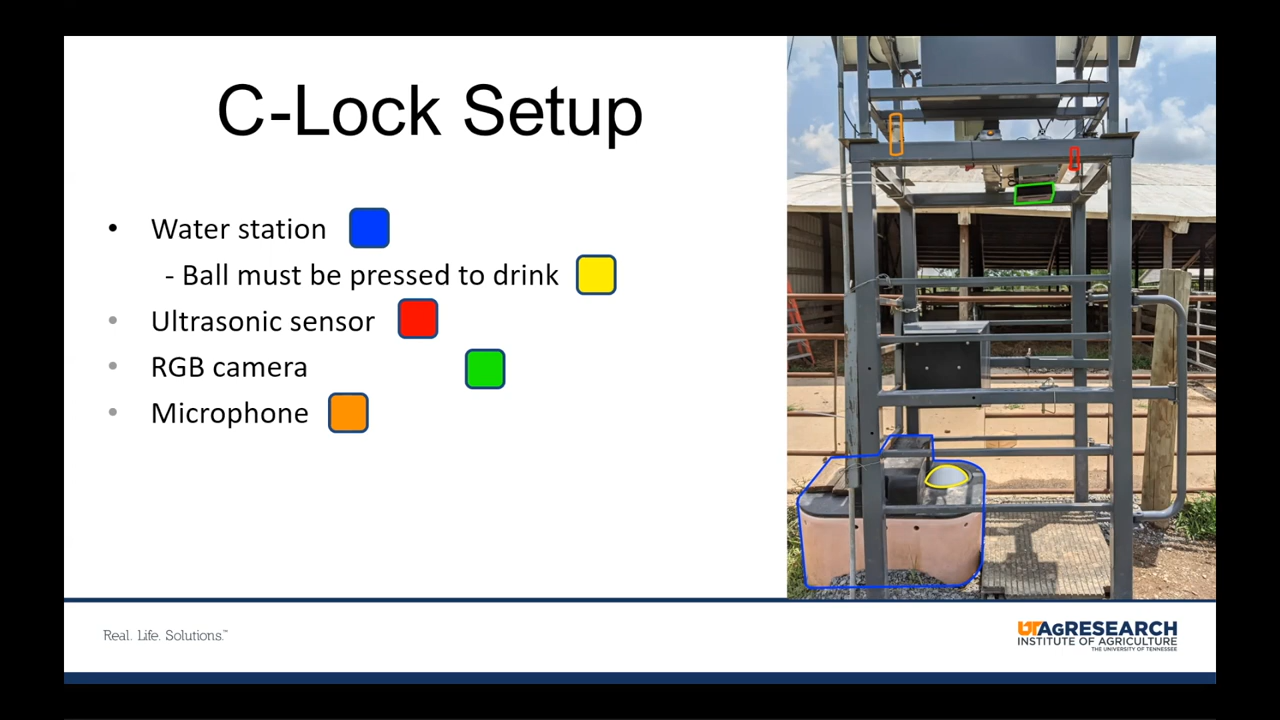 C-Lock Setup
• Water station
- Ball must be pressed to drink
• Ultrasonic sensor
• RGB camera
• Microphone
Real. Life. Solutions.™
UTAGRESEARCH
INSTITUTE OF AGRICULTURE
THE UNIVERSITY OF TENNESSEE